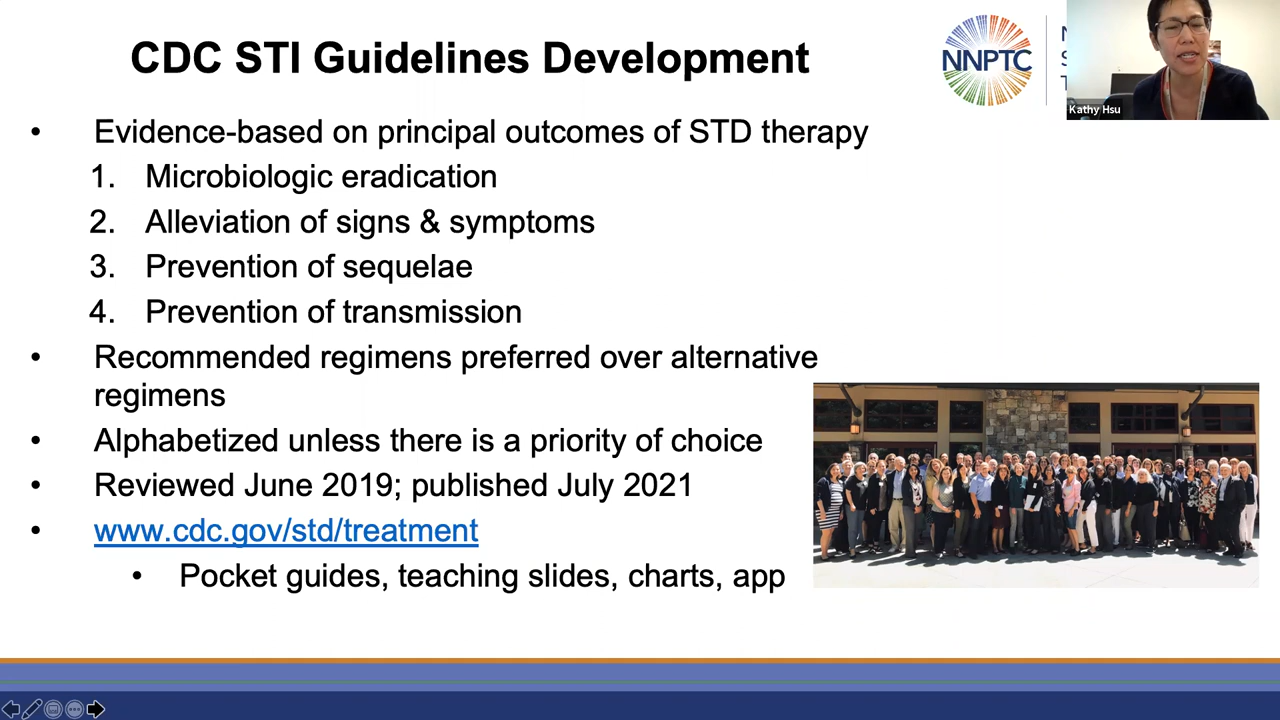 CDC STI Guidelines Development
NNPTC
N
S
T
Kathy Hsu
• Evidence-based on principal outcomes of STD therapy
1. Microbiologic eradication
2. Alleviation of signs & symptoms
3. Prevention of sequelae
4. Prevention of transmission
• Recommended regimens preferred over alternative
regimens
• Alphabetized unless there is a priority of choice
• Reviewed June 2019; published July 2021
• www.cdc.gov/std/treatment
• Pocket guides, teaching slides, charts, app